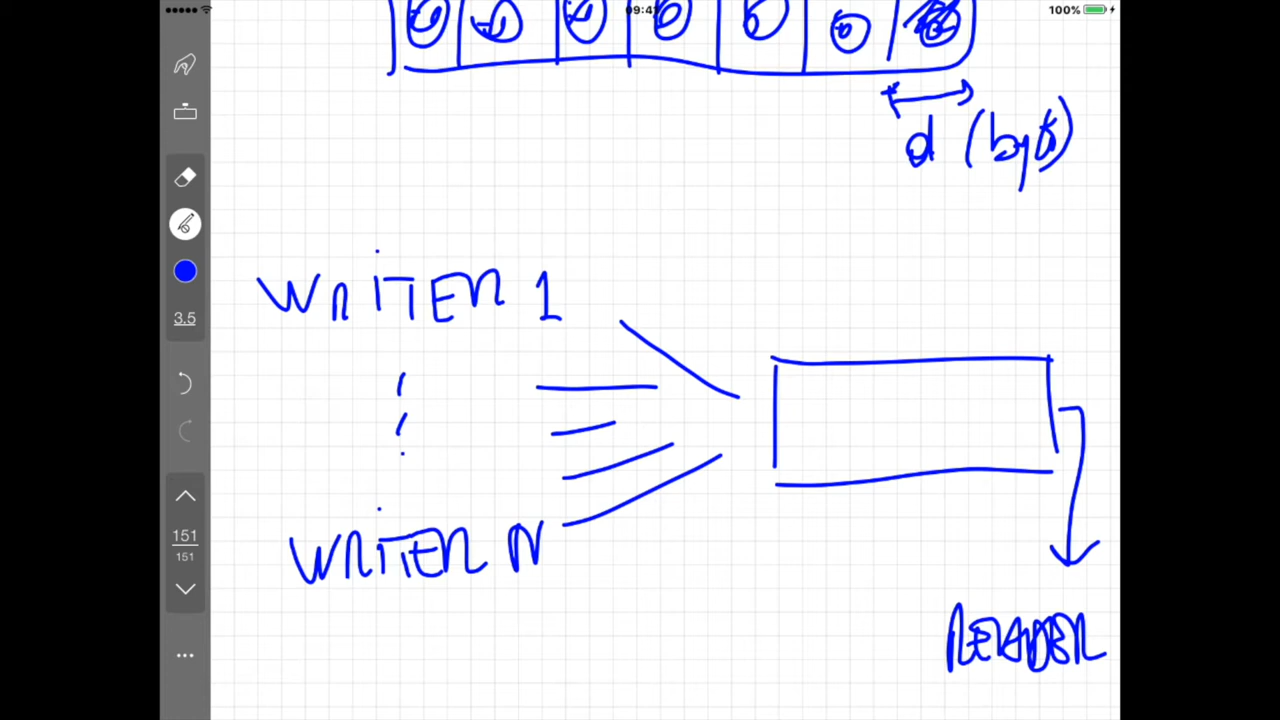 09:41
100%
d (byte)
WRITER 1
WRITER N
READER
3.5
151
151